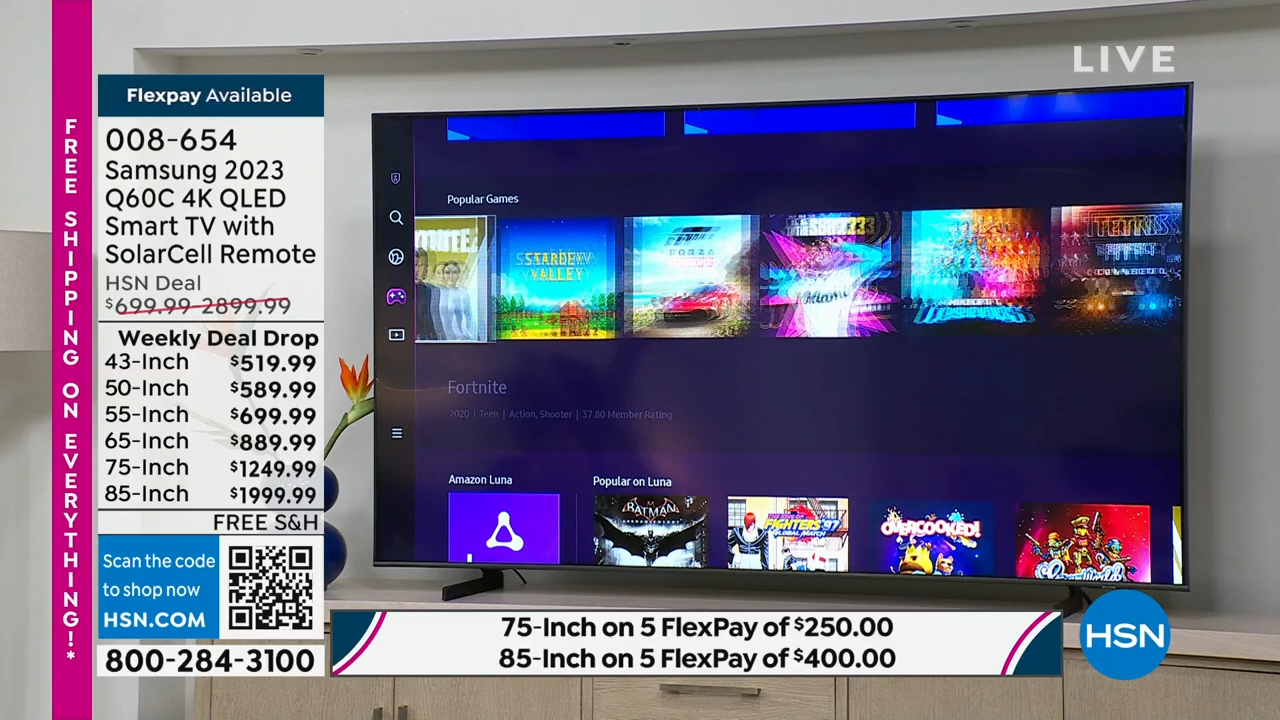 LIVE
FREE SHIPPING ON EVERYTHING!*
Flexpay Available
008-654
Samsung 2023
Q60C 4K QLED
Smart TV with
SolarCell Remote
HSN Deal
$699.99-2899.99
Weekly Deal Drop
43-Inch $519.99
50-Inch $589.99
55-Inch $699.99
65-Inch $889.99
75-Inch $1249.99
85-Inch $1999.99
FREE S&H
Scan the code
to shop now
HSN.COM
800-284-3100
Popular Games
STARDEW
VALLEY
TETRIS
Fortnite
2020 | Teen | Action, Shooter | 37.80 Member Rating
Amazon Luna
Popular on Luna
BATMAN
FIGHTERS'97
GLOBAL MATCH
OVERCOOKED!
75-Inch on 5 FlexPay of $250.00
85-Inch on 5 FlexPay of $400.00
HSN